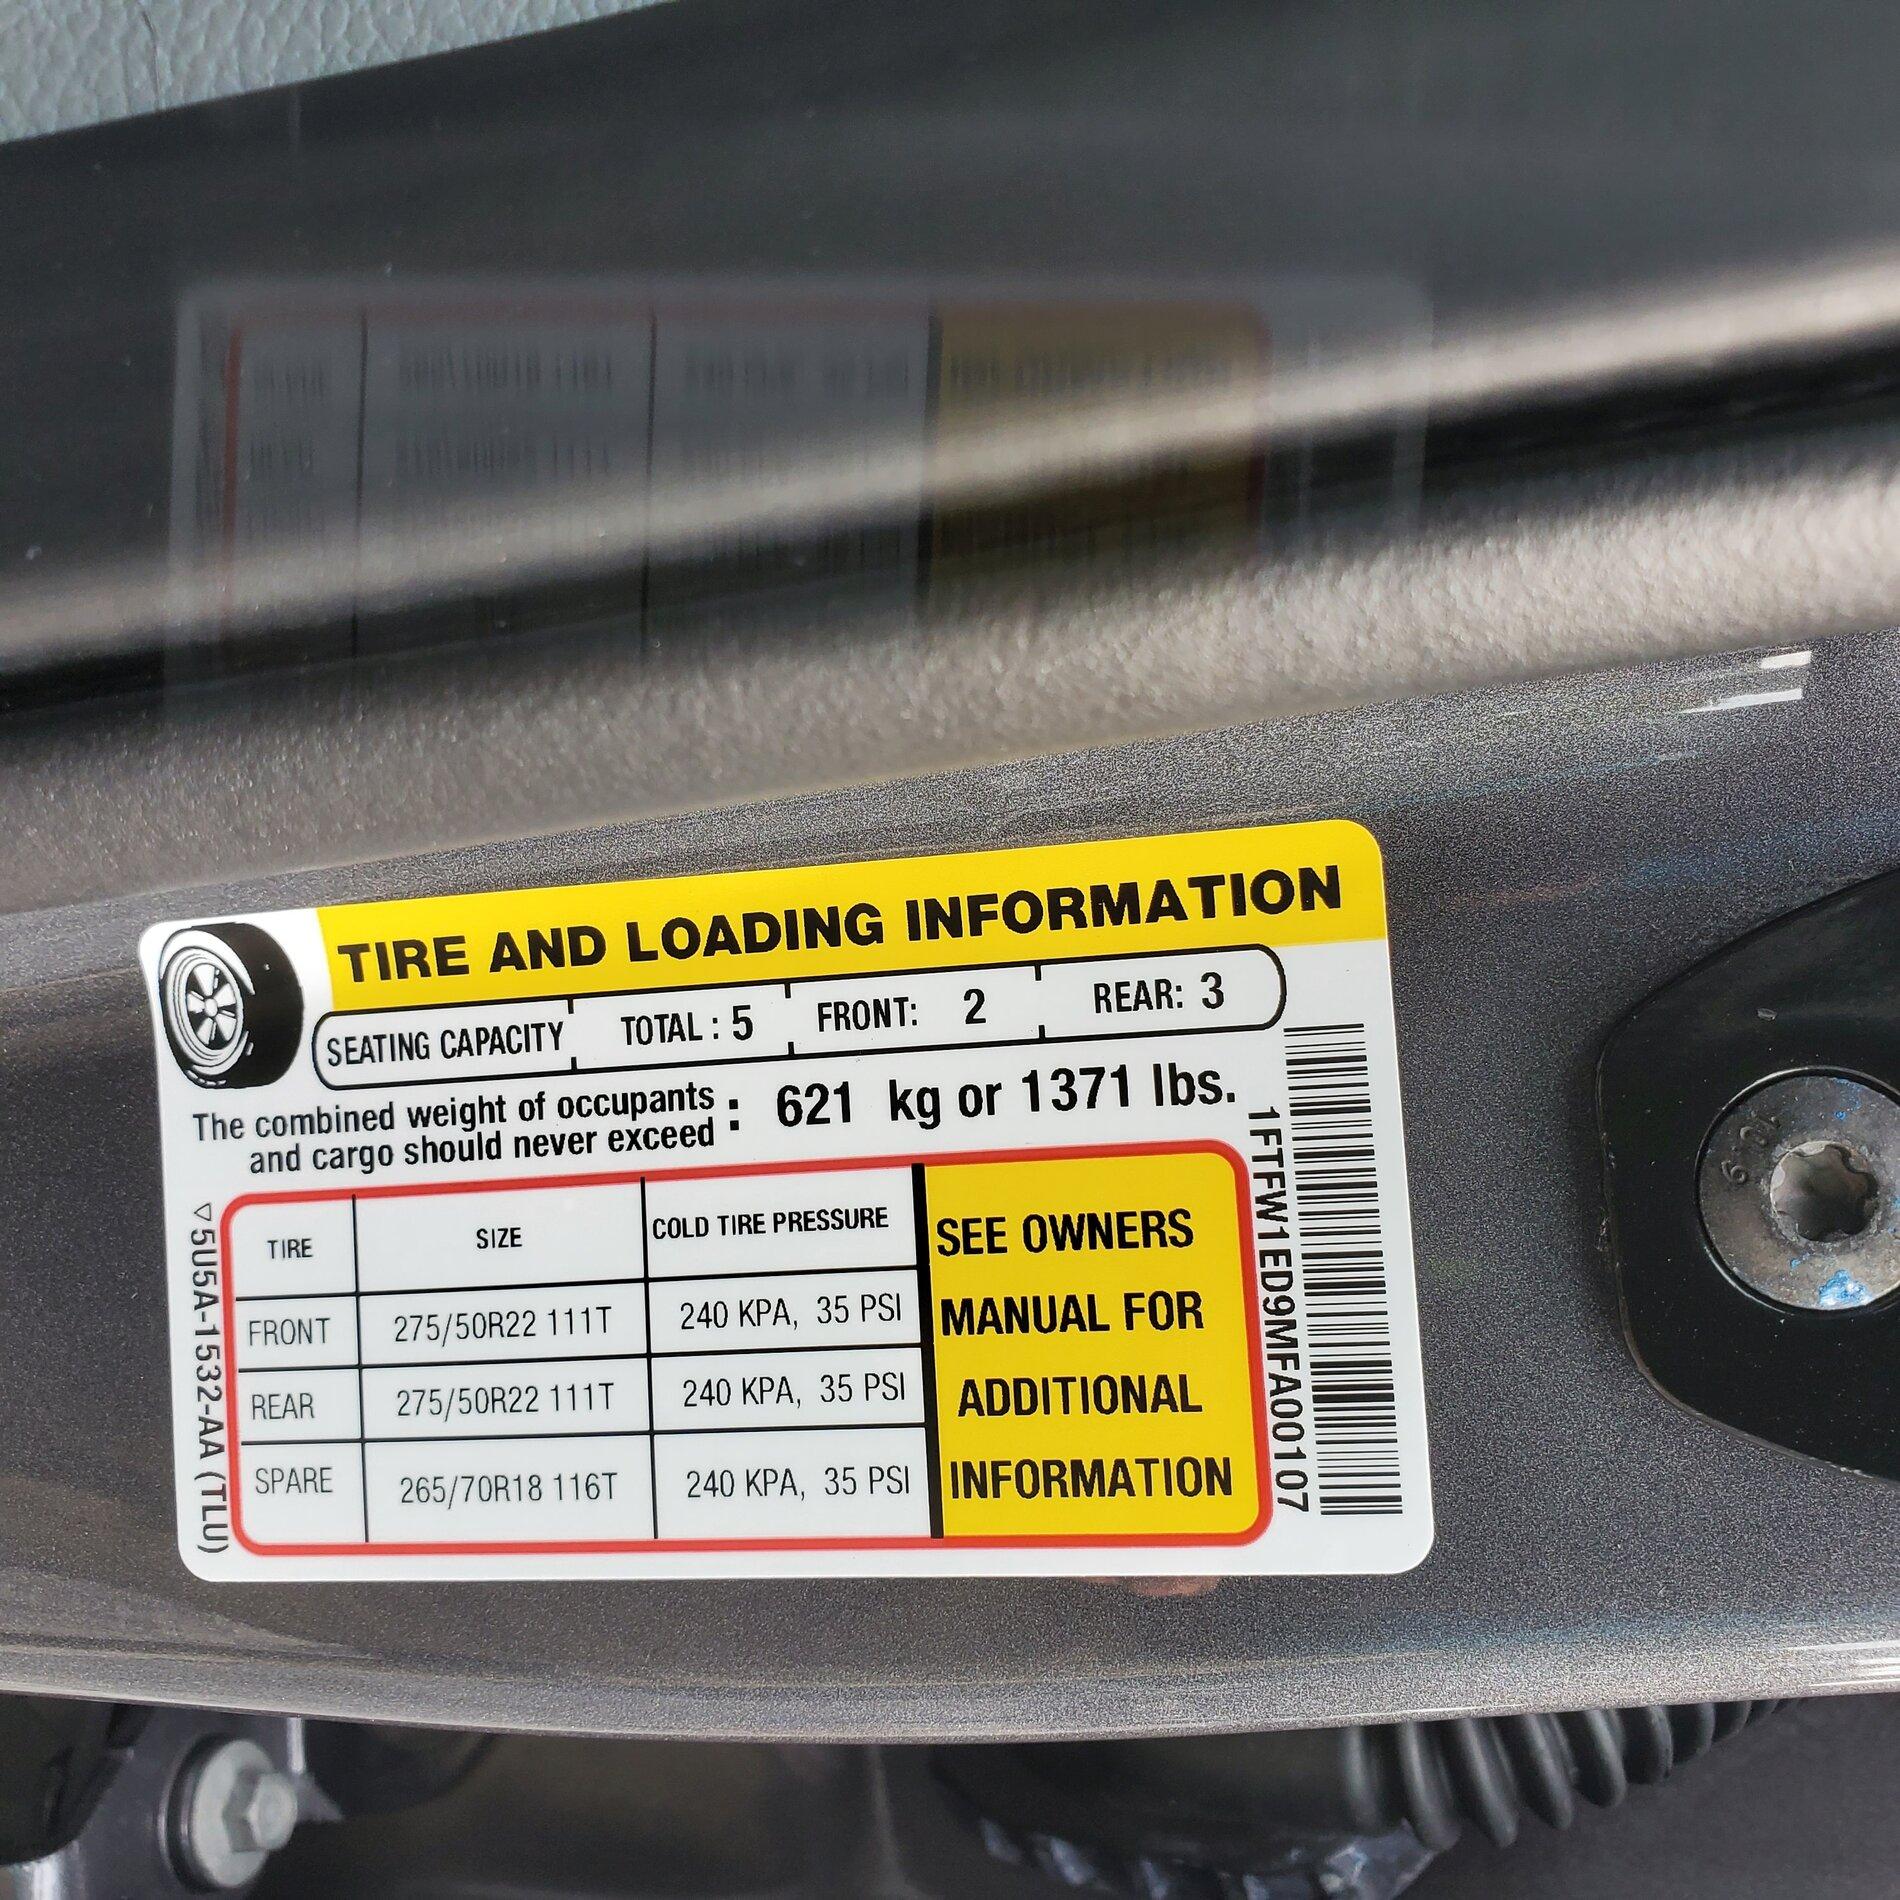 TIRE AND LOADING INFORMATION
SEATING CAPACITY TOTAL : 5 FRONT: 2 REAR: 3
The combined weight of occupants
and cargo should never exceed : 621 kg or 1371 lbs.
TIRE SIZE COLD TIRE PRESSURE
FRONT 275/50R22 111T 240 KPA, 35 PSI
REAR 275/50R22 111T 240 KPA, 35 PSI
SPARE 265/70R18 116T 240 KPA, 35 PSI
SEE OWNERS
MANUAL FOR
ADDITIONAL
INFORMATION
5U5A-1532-AA (TLU)
1FTFW1ED9MFA00107
10.9